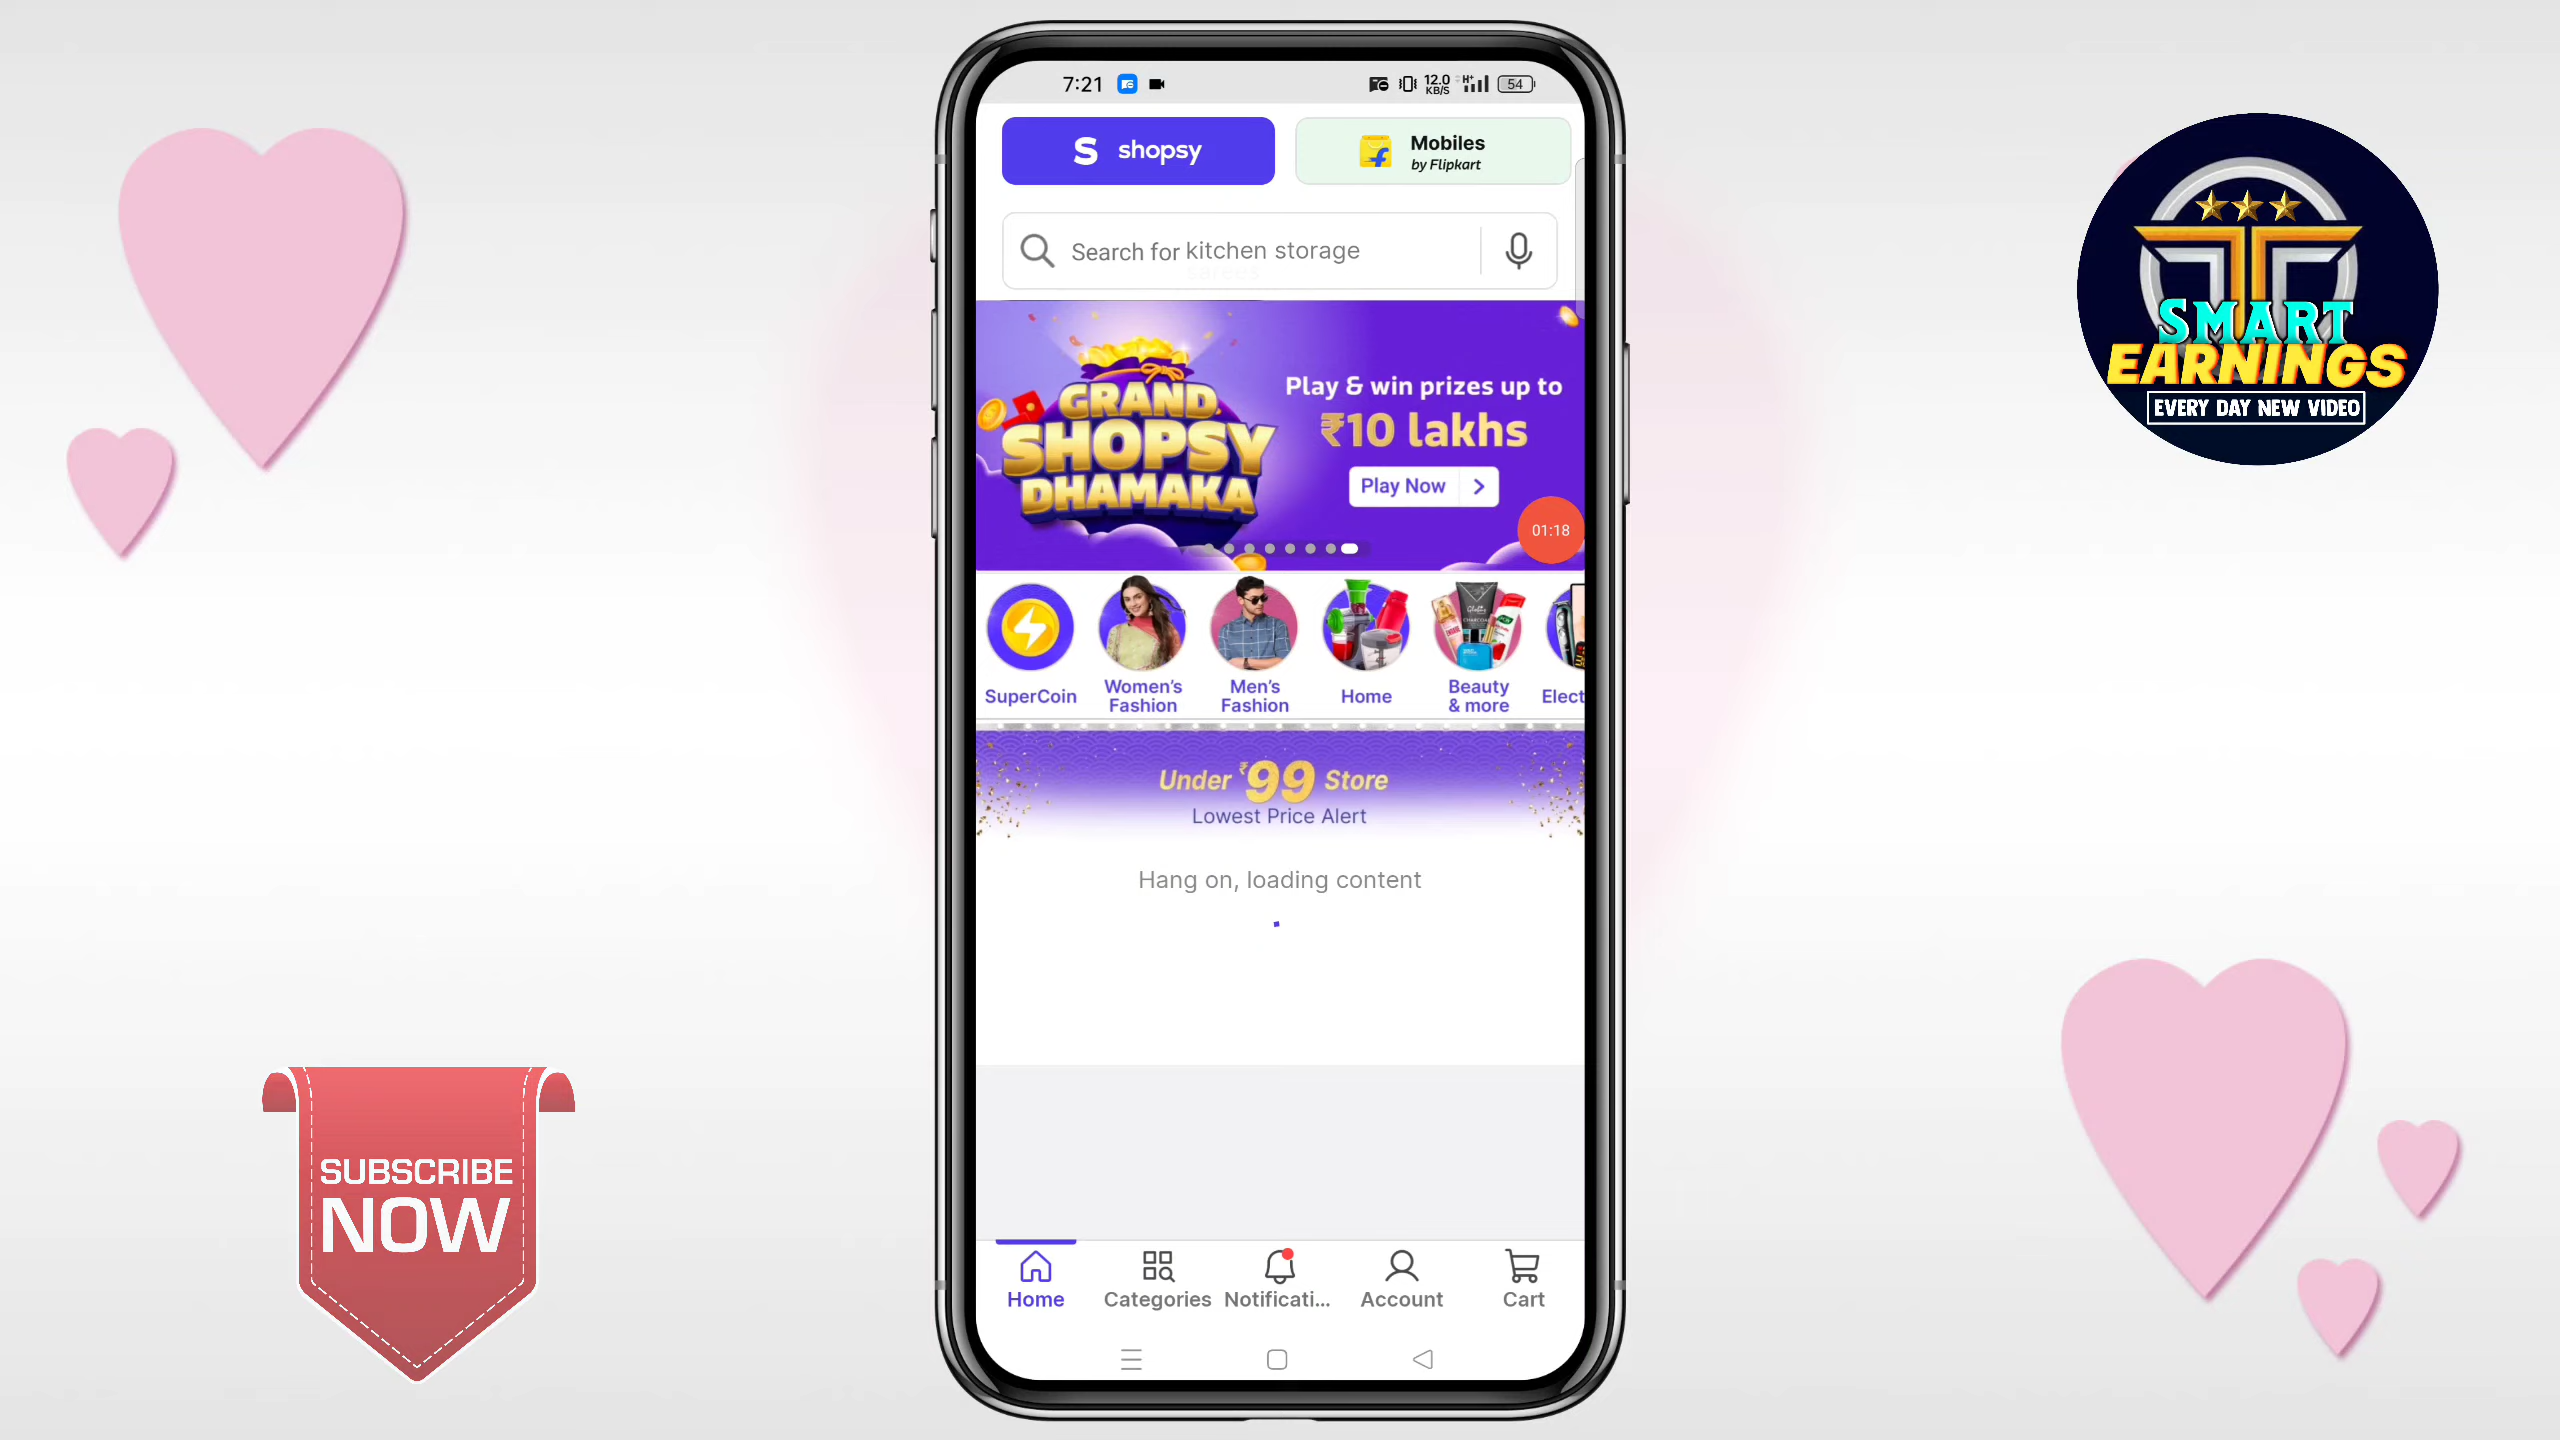 7:21
12.0
KB/S
H+
54
S shopsy
Mobiles
by Flipkart
Search for kitchen storage
GRAND
SHOPSY
DHAMAKA
Play & win prizes up to
₹10 lakhs
Play Now
01:18
SuperCoin
Women's
Fashion
Men's
Fashion
Home
Beauty
& more
Elect
Under ₹99 Store
Lowest Price Alert
Hang on, loading content
Home
Categories
Notificati...
Account
Cart
SMART
EARNINGS
EVERY DAY NEW VIDEO
SUBSCRIBE
NOW